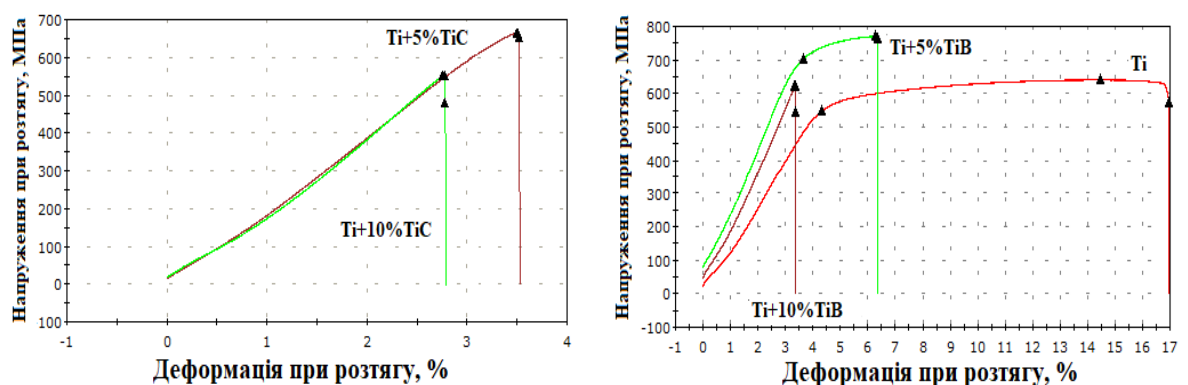 Напруження при розтягу, МПа
700
600
500
400
300
200
100
0
100
-1
0
1
2
3
4
Ti+5%TiC
Ti+10%TiC
Деформація при розтягу, %
Напруження при розтягу, МПа
800
700
600
500
400
300
200
100
0
-100
-1 0 1 2 3 4 5 6 7 8 9 10 11 12 13 14 15 16 17
Ti+5%TiB
Ti
Ti+10%TiB
Деформація при розтягу, %